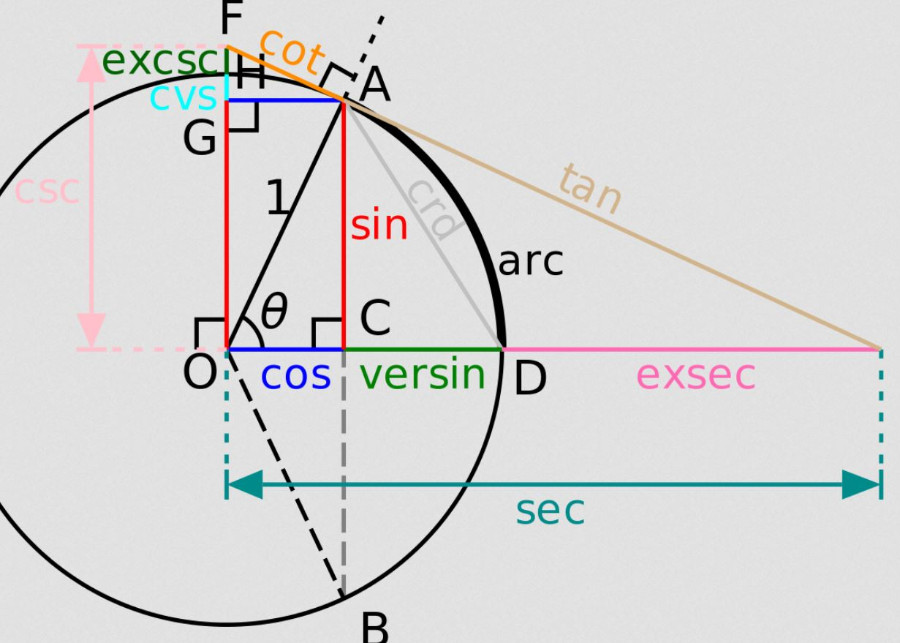 F
cot
excsc
H
A
cvs
G
tan
csc
1
crd
sin
arc
θ
C
O
cos
versin
D
exsec
sec
B